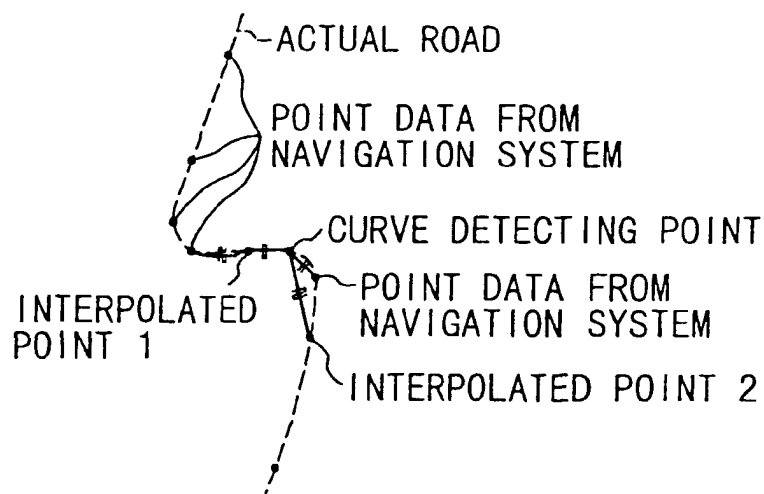 ACTUAL ROAD
POINT DATA FROM
NAVIGATION SYSTEM
CURVE DETECTING POINT
POINT DATA FROM
NAVIGATION SYSTEM
INTERPOLATED
POINT 1
INTERPOLATED POINT 2